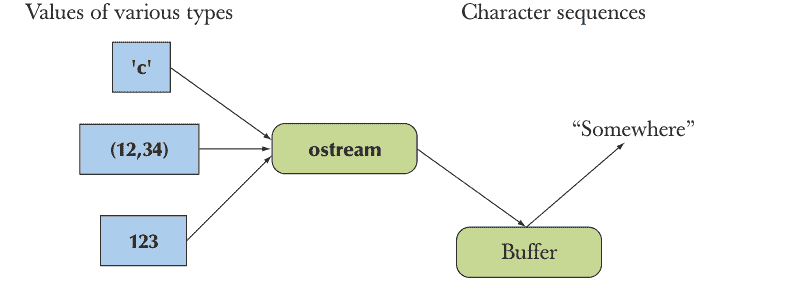 Values of various types
Character sequences
'c'
(12,34)
ostream
“Somewhere”
123
Buffer